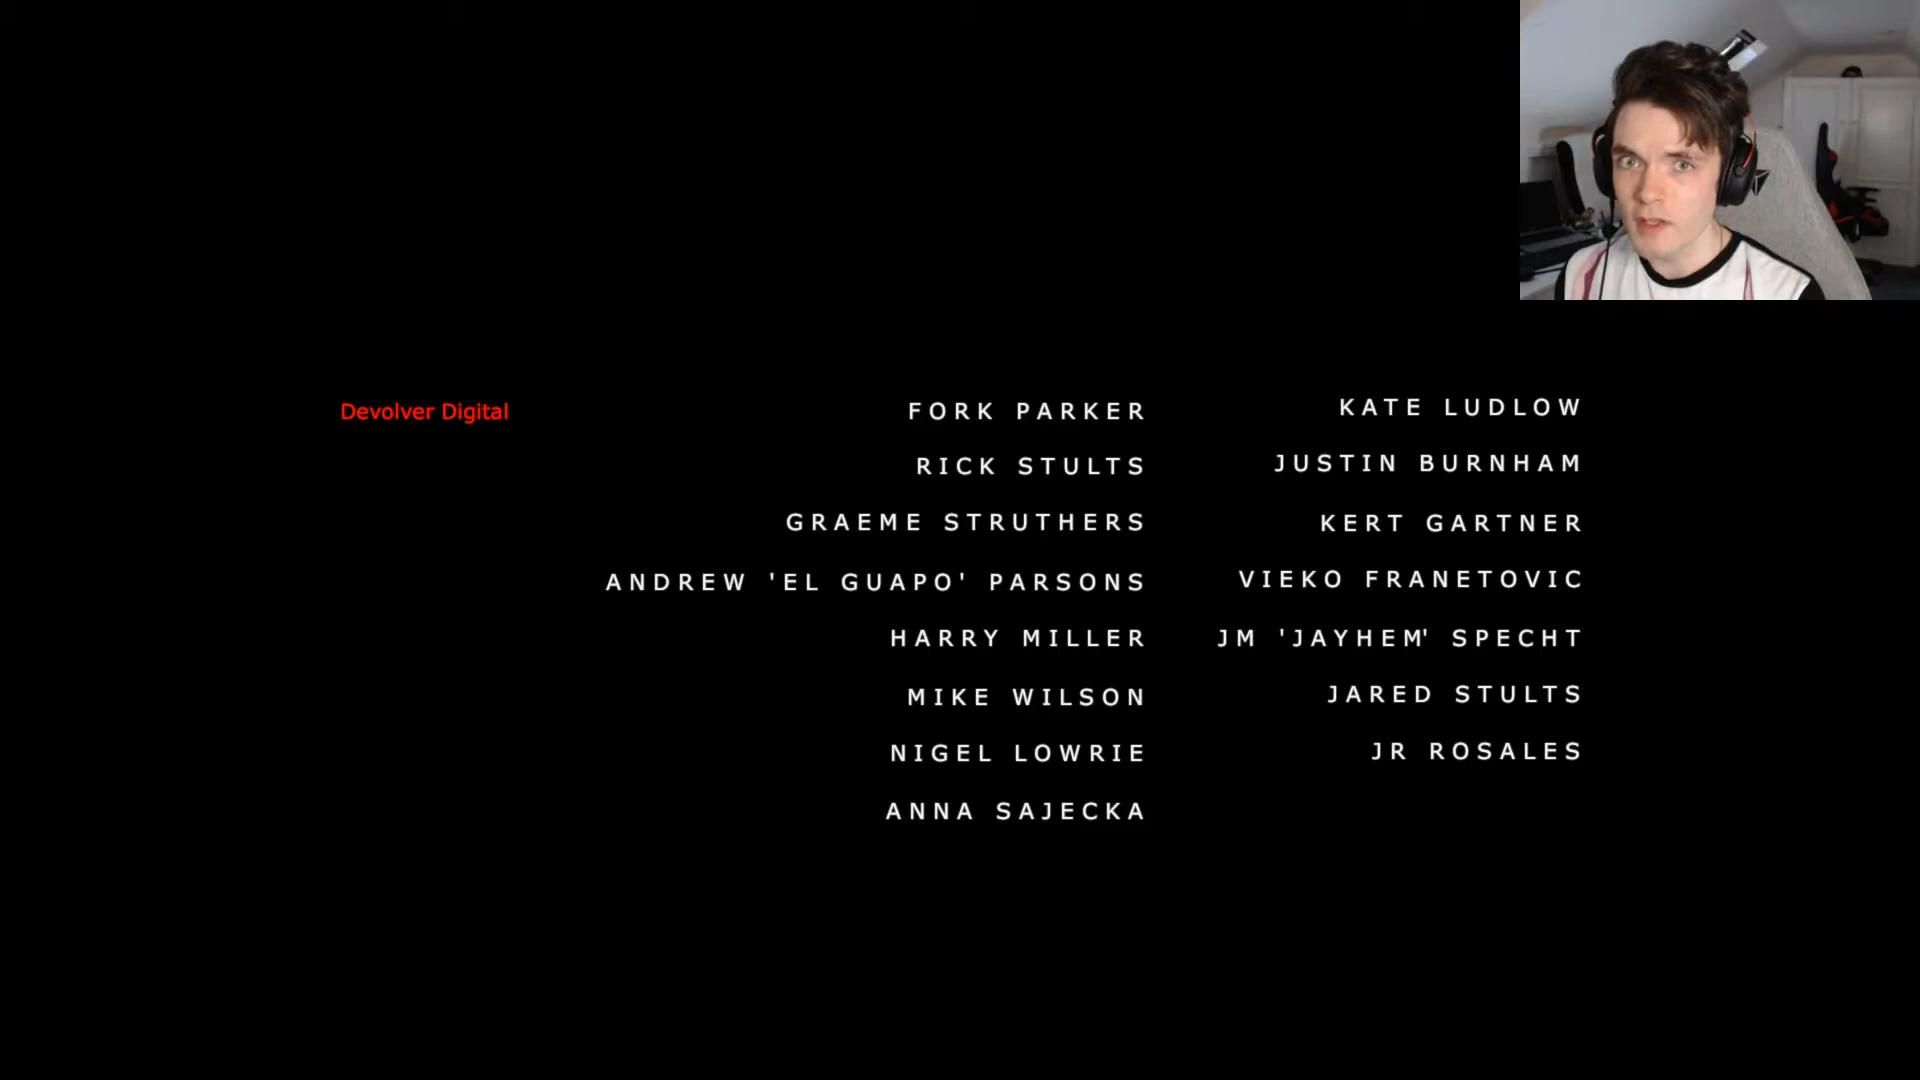 Devolver Digital
FORK PARKER
RICK STULTS
GRAEME STRUTHERS
ANDREW 'EL GUAPO' PARSONS
HARRY MILLER
MIKE WILSON
NIGEL LOWRIE
ANNA SAJECKA
KATE LUDLOW
JUSTIN BURNHAM
KERT GARTNER
VIEKO FRANETOVIC
JM 'JAYHEM' SPECHT
JARED STULTS
JR ROSALES